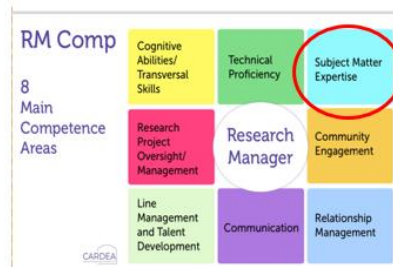 RM Comp
8
Main
Competence
Areas
CARDEA
Cognitive
Abilities/
Transversal
Skills
Technical
Proficiency
Subject Matter
Expertise
Research
Project
Oversight/
Management
Research
Manager
Community
Engagement
Line
Management
and Talent
Development
Communication
Relationship
Management